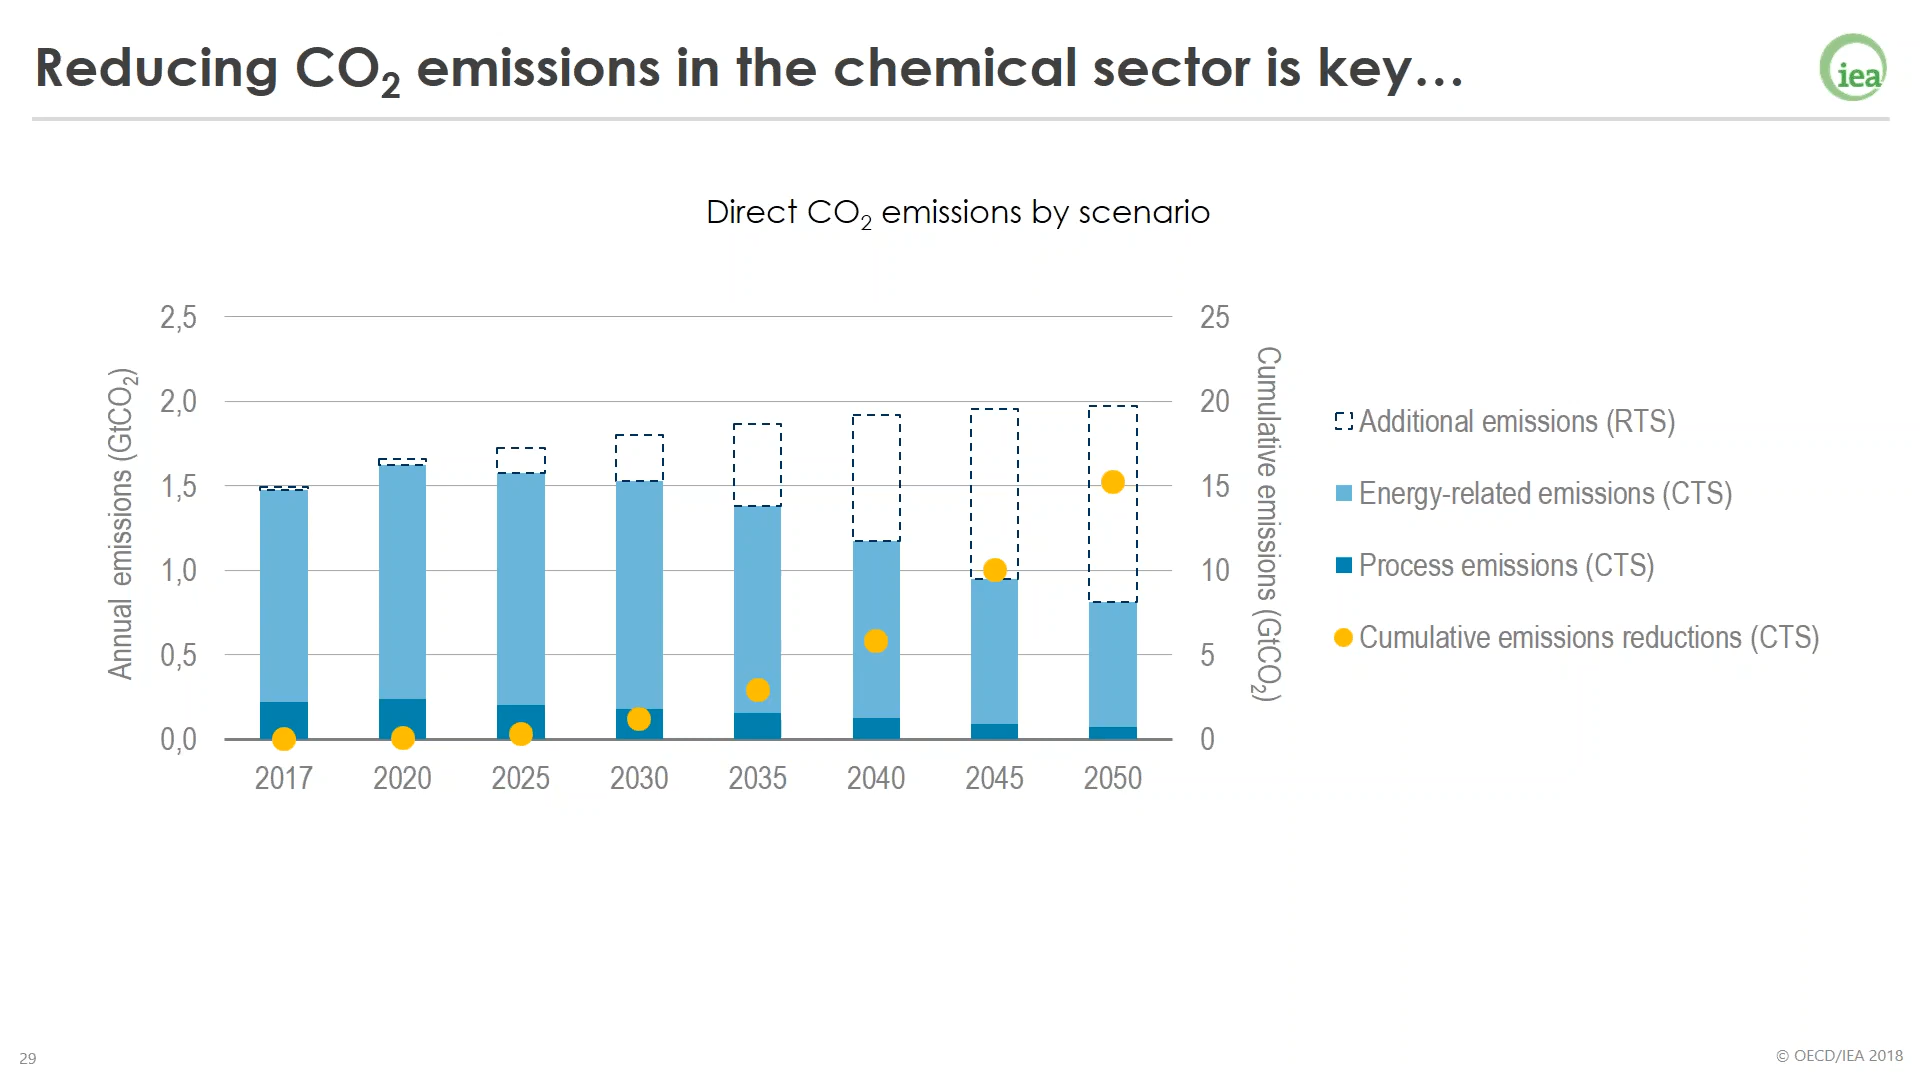 Reducing CO₂ emissions in the chemical sector is key…
iea
Direct CO₂ emissions by scenario
Annual emissions (GtCO₂)
2,5
2,0
1,5
1,0
0,5
0,0
25
20
15
10
5
0
Cumulative emissions (GtCO₂)
2017 2020 2025 2030 2035 2040 2045 2050
Additional emissions (RTS)
Energy-related emissions (CTS)
Process emissions (CTS)
Cumulative emissions reductions (CTS)
29
© OECD/IEA 2018